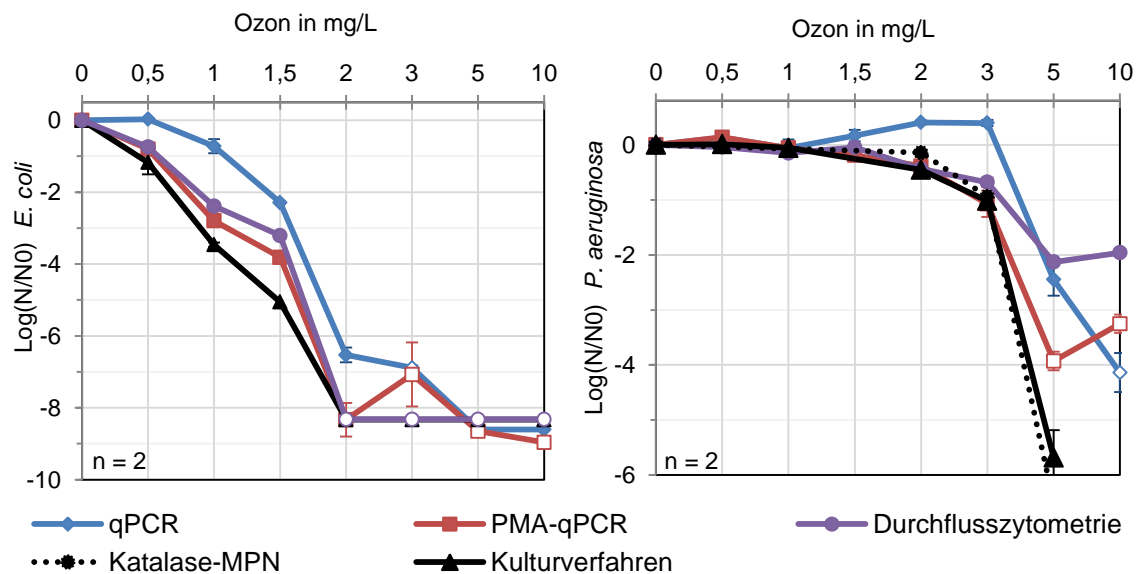 Ozon in mg/L
0 0,5 1 1,5 2 3 5 10
0
-2
-4
-6
-8
-10
Log(N/N0) E. coli
n = 2
Ozon in mg/L
0 0,5 1 1,5 2 3 5 10
0
-2
-4
-6
Log(N/N0) P. aeruginosa
n = 2
qPCR PMA-qPCR Durchflusszytometrie
Katalase-MPN Kulturverfahren